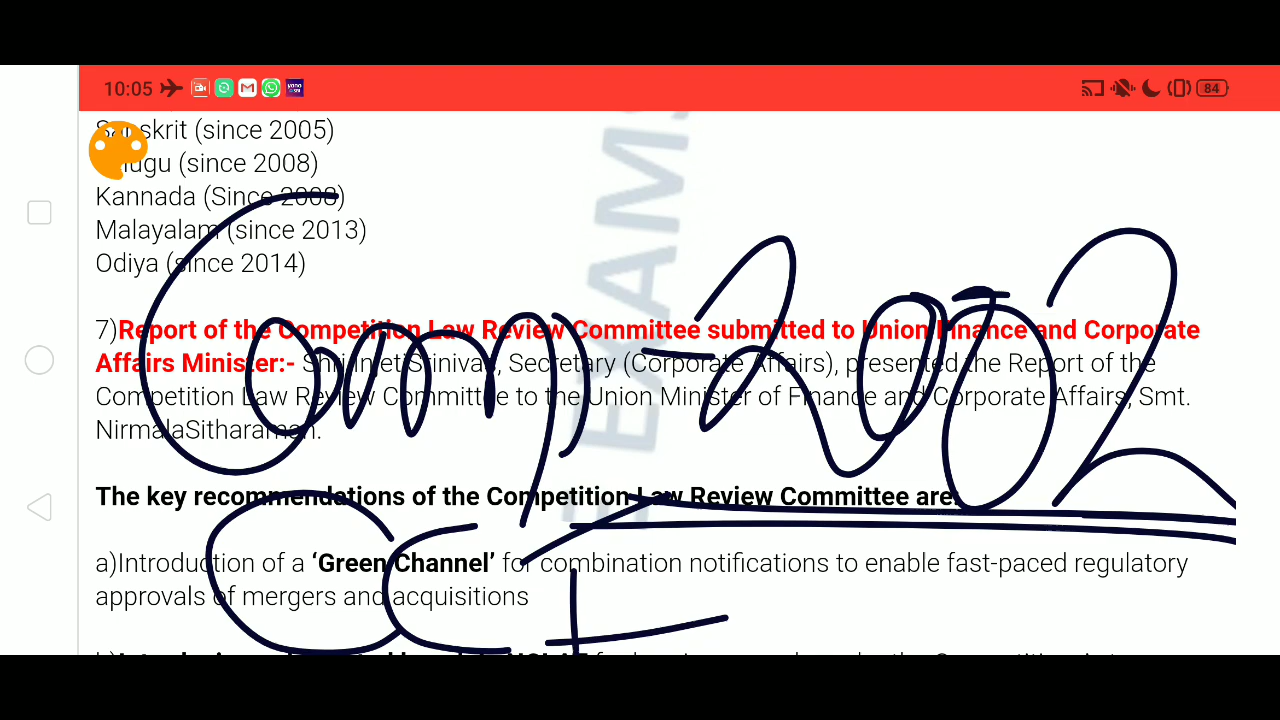 10:05 84
Sanskrit (since 2005)
Telugu (since 2008)
Kannada (Since 2008)
Malayalam (since 2013)
Odiya (since 2014)
7)Report of the Competition Law Review Committee submitted to Union Finance and Corporate
Affairs Minister:- Shri Injeti Srinivas, Secretary (Corporate Affairs), presented the Report of the
Competition Law Review Committee to the Union Minister of Finance and Corporate Affairs, Smt.
NirmalaSitharaman.
The key recommendations of the Competition Law Review Committee are:
a)Introduction of a ‘Green Channel’ for combination notifications to enable fast-paced regulatory
approvals of mergers and acquisitions
EXAMS
Comp - 2002
CCI